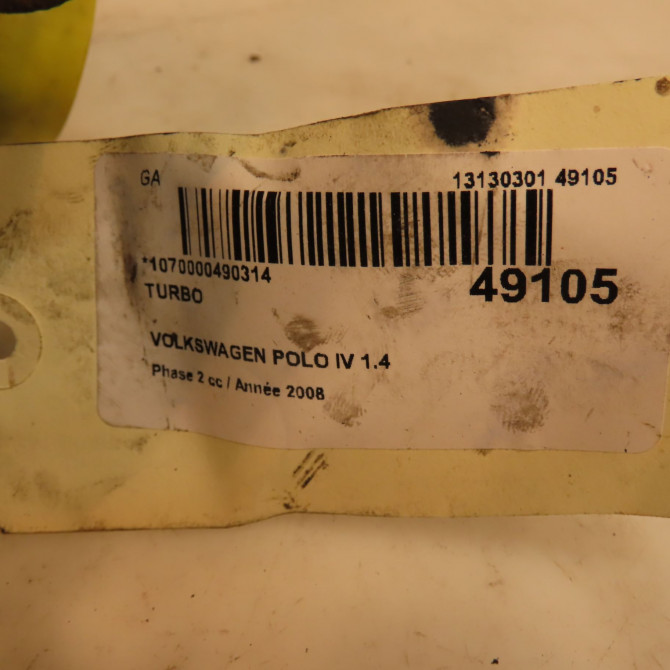 GA 13130301 49105
*1070000490314
49105
TURBO
VOLKSWAGEN POLO IV 1.4
Phase 2 cc / Année 2008